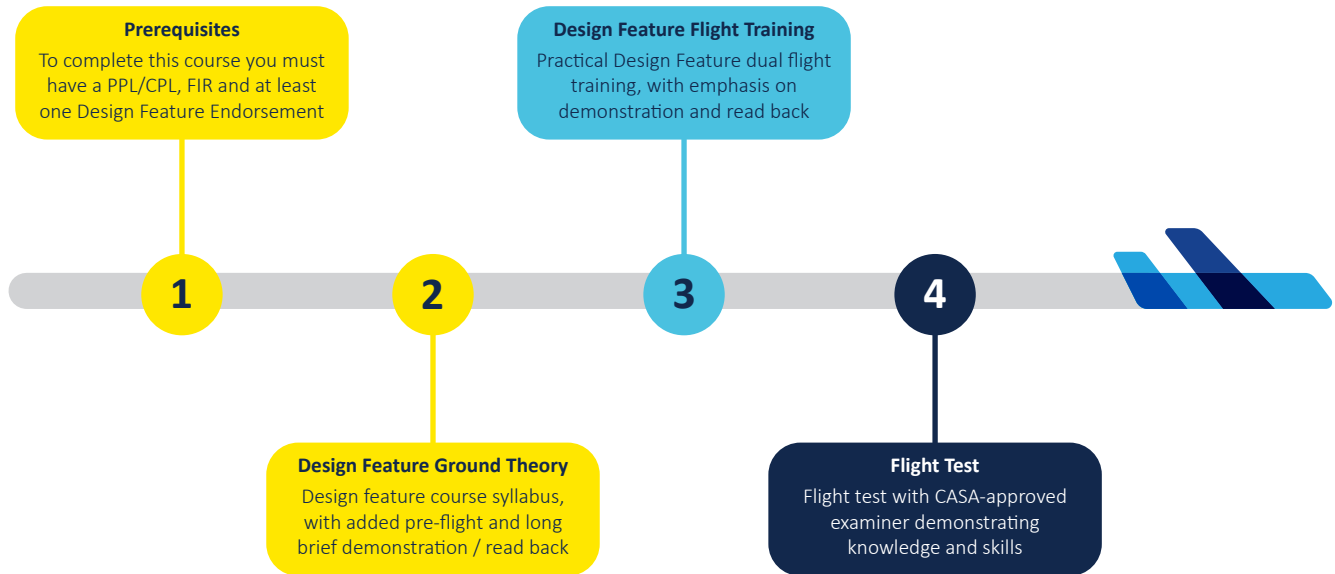 Prerequisites
To complete this course you must
have a PPL/CPL, FIR and at least
one Design Feature Endorsement
Design Feature Flight Training
Practical Design Feature dual flight
training, with emphasis on
demonstration and read back
1
2
3
4
Design Feature Ground Theory
Design feature course syllabus,
with added pre-flight and long
brief demonstration / read back
Flight Test
Flight test with CASA-approved
examiner demonstrating
knowledge and skills